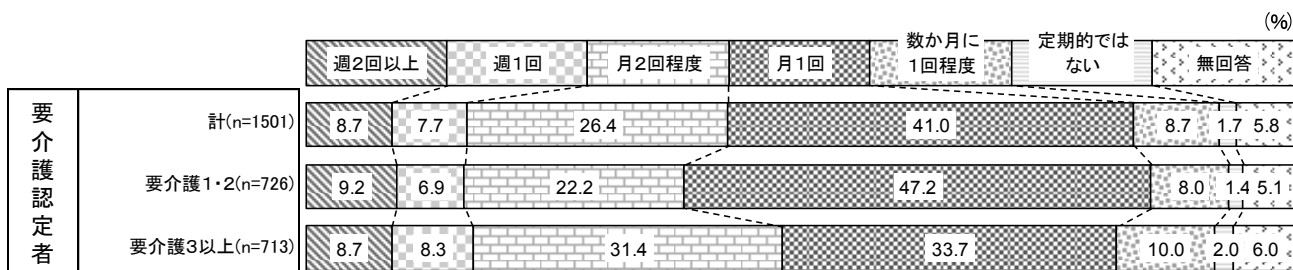 (%)
週2回以上 週1回 月2回程度 月1回 数か月に 定期的では 無回答
1回程度 ない
要介護認定者
計(n=1501) 8.7 7.7 26.4 41.0 8.7 1.7 5.8
要介護1・2(n=726) 9.2 6.9 22.2 47.2 8.0 1.4 5.1
要介護3以上(n=713) 8.7 8.3 31.4 33.7 10.0 2.0 6.0